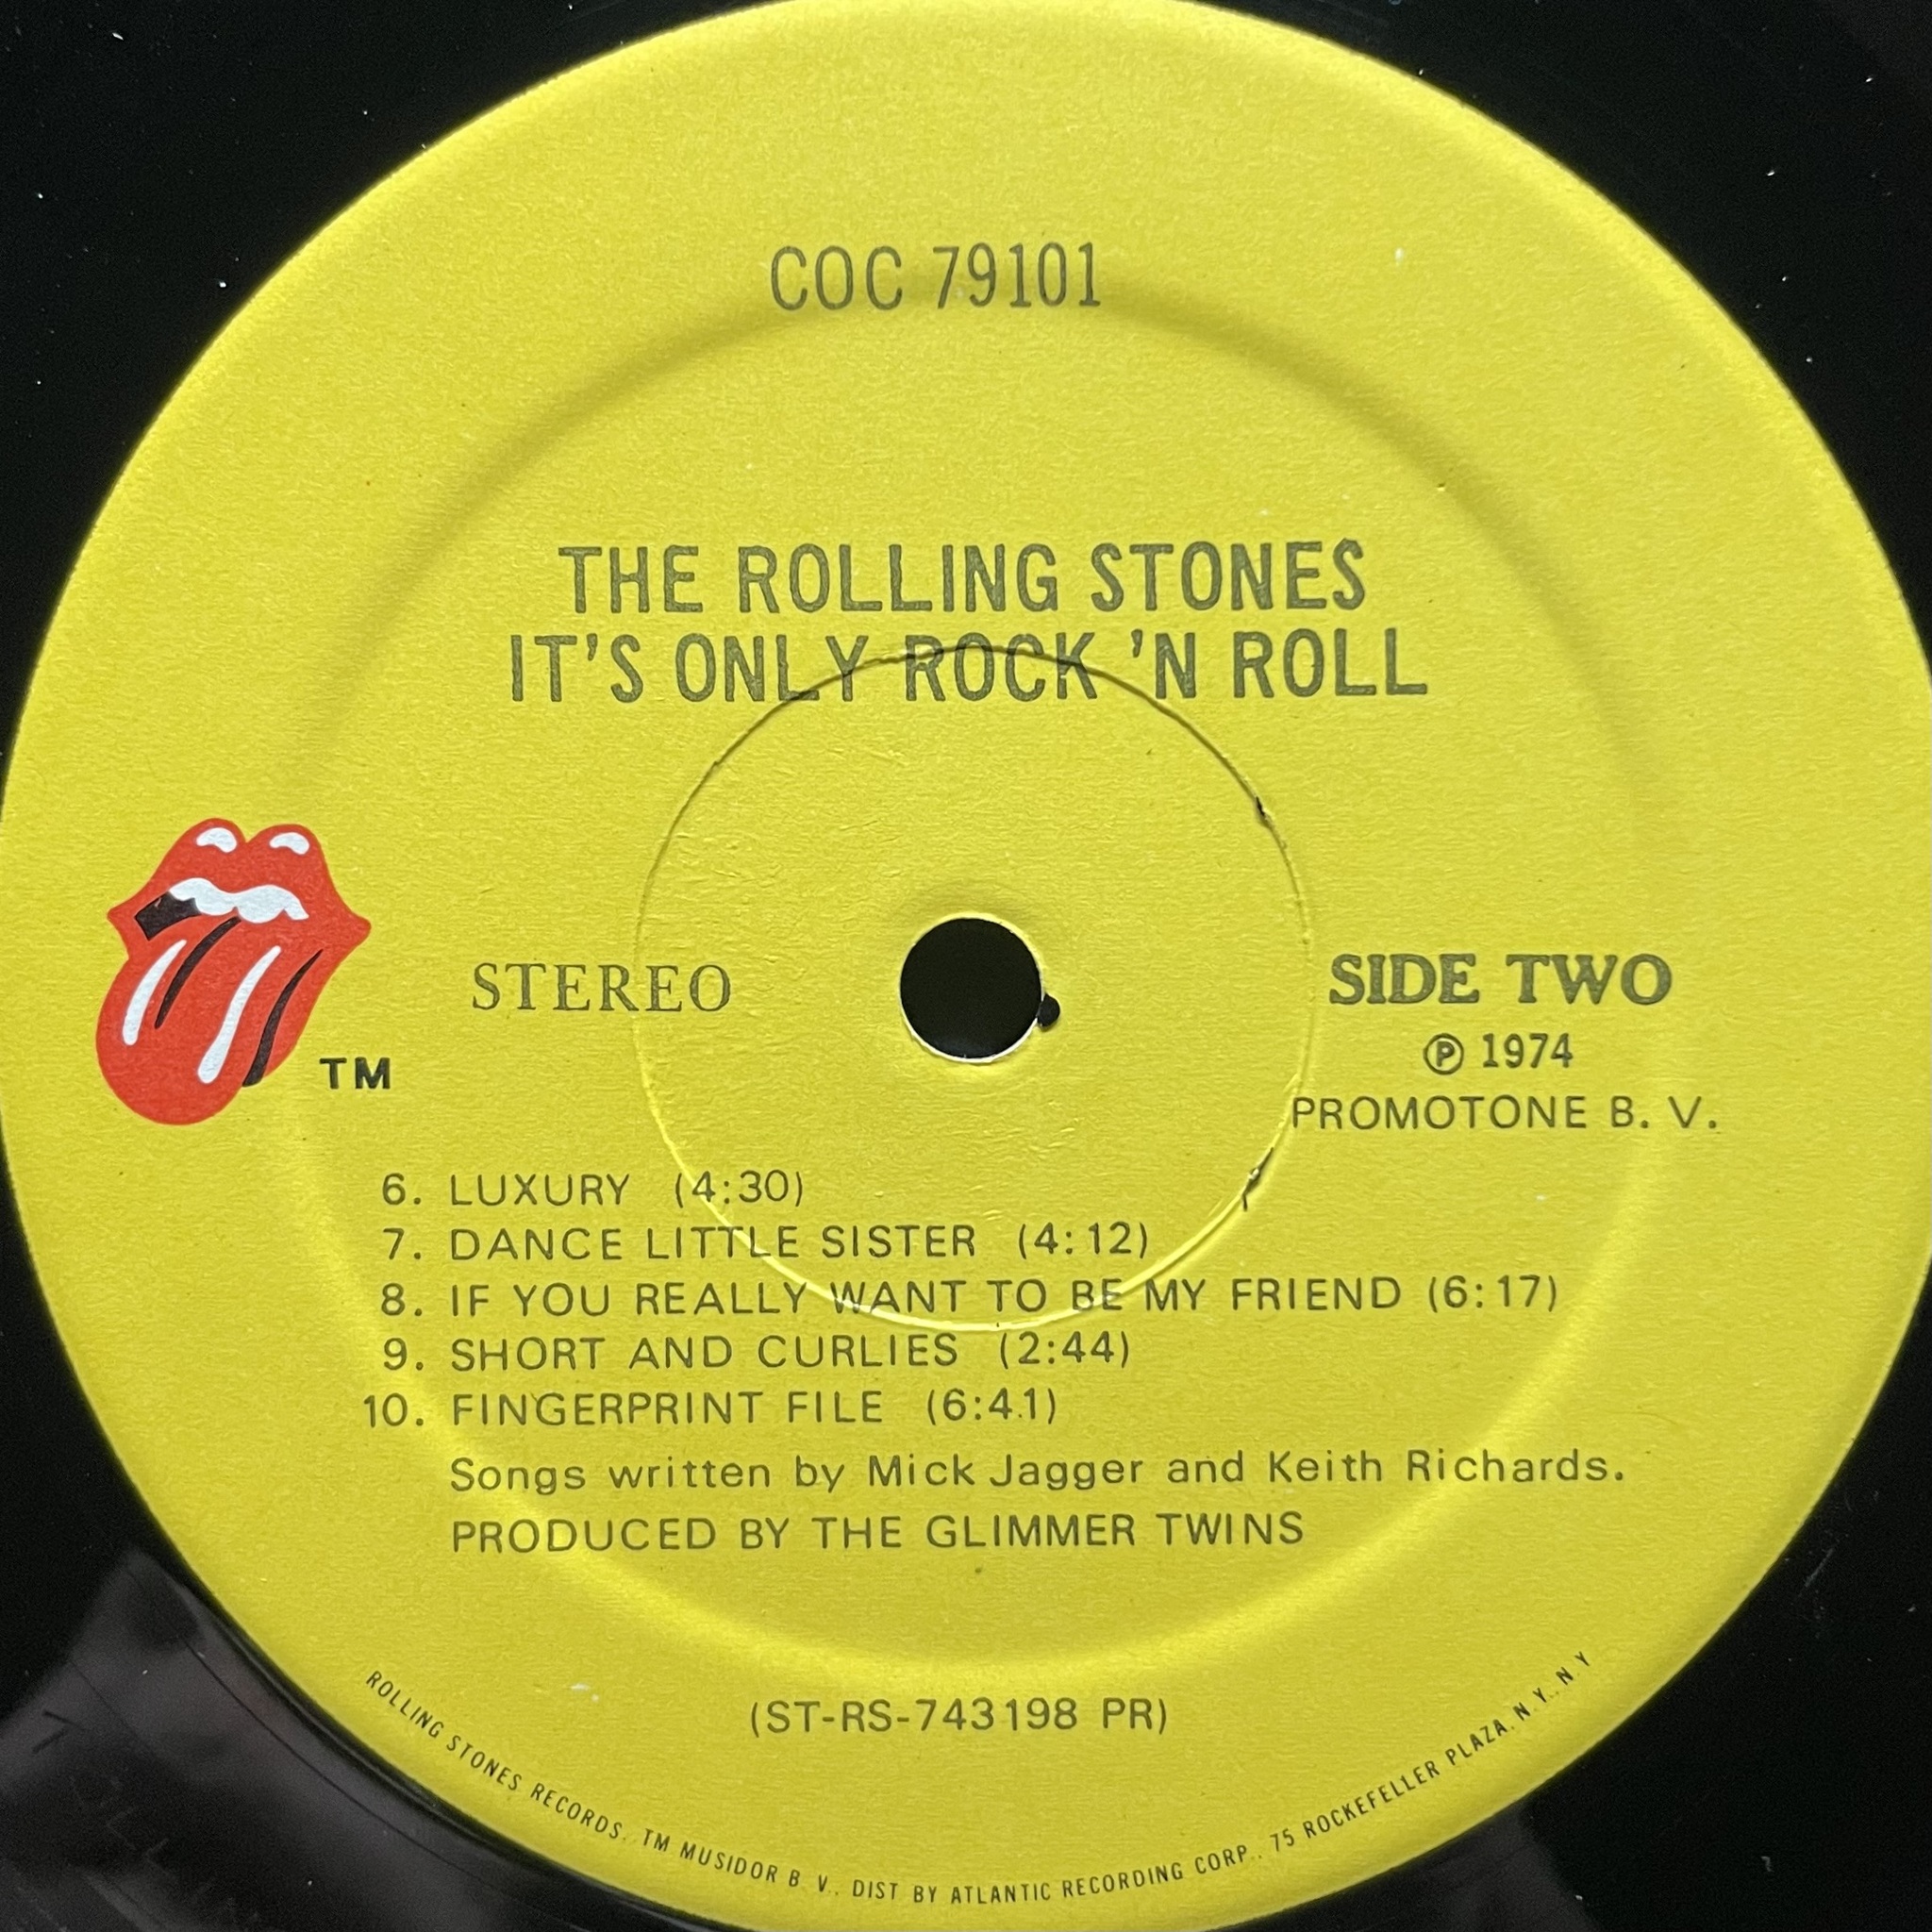 COC 79101
THE ROLLING STONES
IT'S ONLY ROCK 'N ROLL
TM
STEREO
SIDE TWO
Ⓟ 1974
PROMOTONE B. V.
6. LUXURY (4:30)
7. DANCE LITTLE SISTER (4:12)
8. IF YOU REALLY WANT TO BE MY FRIEND (6:17)
9. SHORT AND CURLIES (2:44)
10. FINGERPRINT FILE (6:41)
Songs written by Mick Jagger and Keith Richards.
PRODUCED BY THE GLIMMER TWINS
(ST-RS-743198 PR)
ROLLING STONES RECORDS, TM MUSIDOR B. V., DIST BY ATLANTIC RECORDING CORP., 75 ROCKEFELLER PLAZA, N.Y., N.Y